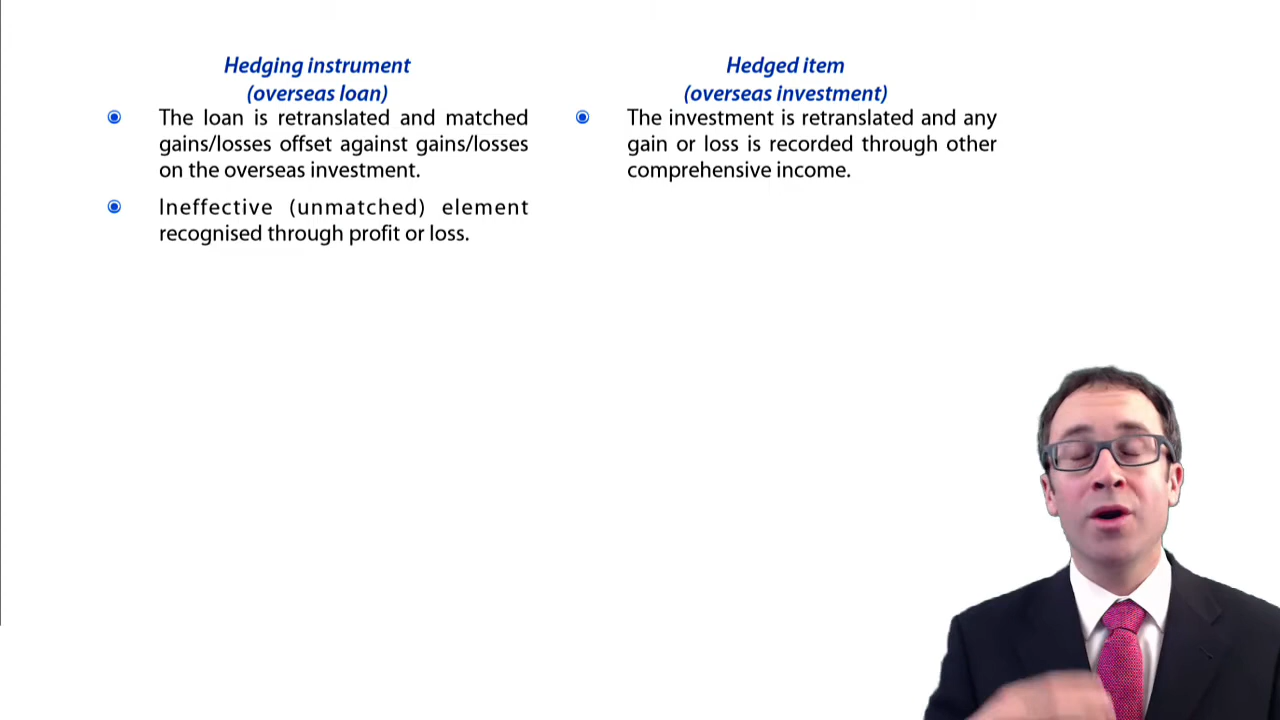 Hedging instrument
(overseas loan)
The loan is retranslated and matched
gains/losses offset against gains/losses
on the overseas investment.
Ineffective (unmatched) element
recognised through profit or loss.
Hedged item
(overseas investment)
The investment is retranslated and any
gain or loss is recorded through other
comprehensive income.